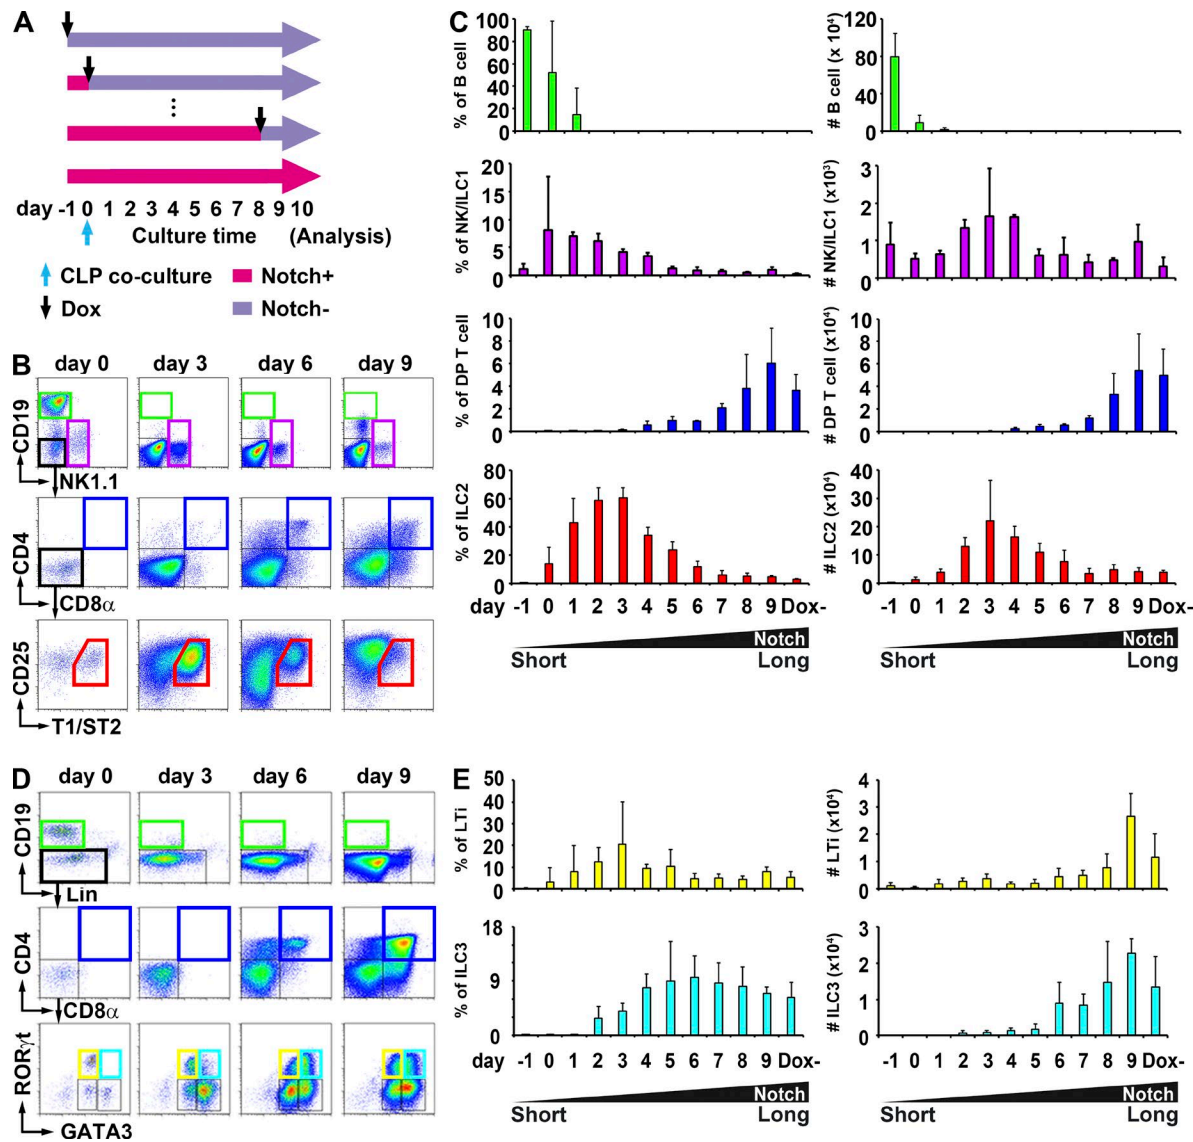 A
day -1 0 1 2 3 4 5 6 7 8 9 10
Culture time (Analysis)
CLP co-culture
Notch+
Dox
Notch-
B
day 0 day 3 day 6 day 9
CD19
NK1.1
CD4
CD8α
CD25
T1/ST2
C
% of B cell
100
80
60
40
20
0
# B cell (x 10⁴)
120
80
40
0
% of NK/ILC1
20
15
10
5
0
# NK/ILC1 (x10³)
3
2
1
0
% of DP T cell
10
8
6
4
2
0
# DP T cell (x10⁴)
10
8
6
4
2
0
% of ILC2
80
60
40
20
0
# ILC2 (x10⁴)
40
30
20
10
0
day -1 0 1 2 3 4 5 6 7 8 9 Dox-
-1 0 1 2 3 4 5 6 7 8 9 Dox-
Notch
Short Long
Notch
Short Long
D
day 0 day 3 day 6 day 9
CD19
Lin
CD4
CD8α
RORγt
GATA3
E
% of LTi
50
40
30
20
10
0
# LTi (x10⁴)
4
3
2
1
0
% of ILC3
18
9
0
# ILC3 (x10⁴)
3
2
1
0
day -1 0 1 2 3 4 5 6 7 8 9 Dox-
-1 0 1 2 3 4 5 6 7 8 9 Dox-
Notch
Short Long
Notch
Short Long